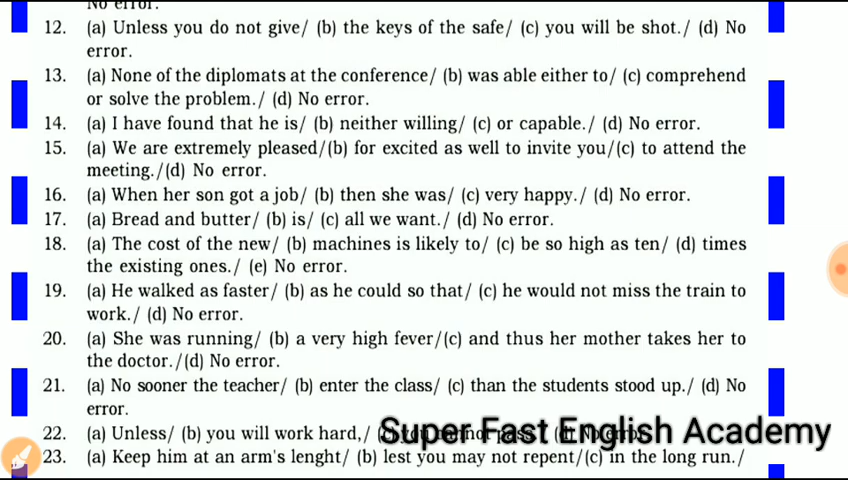 No error.
12. (a) Unless you do not give/ (b) the keys of the safe/ (c) you will be shot./ (d) No
error.
13. (a) None of the diplomats at the conference/ (b) was able either to/ (c) comprehend
or solve the problem./ (d) No error.
14. (a) I have found that he is/ (b) neither willing/ (c) or capable./ (d) No error.
15. (a) We are extremely pleased/(b) for excited as well to invite you/(c) to attend the
meeting./(d) No error.
16. (a) When her son got a job/ (b) then she was/ (c) very happy./ (d) No error.
17. (a) Bread and butter/ (b) is/ (c) all we want./ (d) No error.
18. (a) The cost of the new/ (b) machines is likely to/ (c) be so high as ten/ (d) times
the existing ones./ (e) No error.
19. (a) He walked as faster/ (b) as he could so that/ (c) he would not miss the train to
work./ (d) No error.
20. (a) She was running/ (b) a very high fever/(c) and thus her mother takes her to
the doctor./(d) No error.
21. (a) No sooner the teacher/ (b) enter the class/ (c) than the students stood up./ (d) No
error.
22. (a) Unless/ (b) you will work hard,/ (c) you cannot pass./ (d) No error.
Super Fast English Academy
23. (a) Keep him at an arm's lenght/ (b) lest you may not repent/(c) in the long run./